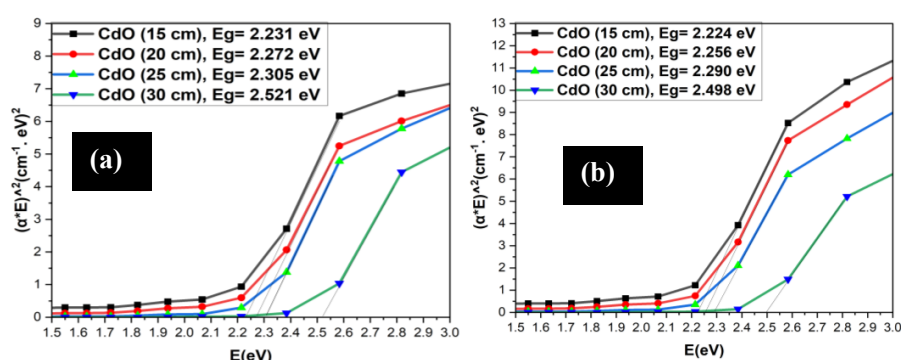 CdO (15 cm), Eg= 2.231 eV
CdO (20 cm), Eg= 2.272 eV
CdO (25 cm), Eg= 2.305 eV
CdO (30 cm), Eg= 2.521 eV
(a)
(α*E)^2(cm⁻¹. eV)²
9
8
7
6
5
4
3
2
1
0
1.5 1.6 1.7 1.8 1.9 2.0 2.1 2.2 2.3 2.4 2.5 2.6 2.7 2.8 2.9 3.0
E(eV)
CdO (15 cm), Eg= 2.224 eV
CdO (20 cm), Eg= 2.256 eV
CdO (25 cm), Eg= 2.290 eV
CdO (30 cm), Eg= 2.498 eV
(b)
(α*E)^2(cm⁻¹. eV)²
13
12
11
10
9
8
7
6
5
4
3
2
1
0
1.5 1.6 1.7 1.8 1.9 2.0 2.1 2.2 2.3 2.4 2.5 2.6 2.7 2.8 2.9 3.0
E(eV)